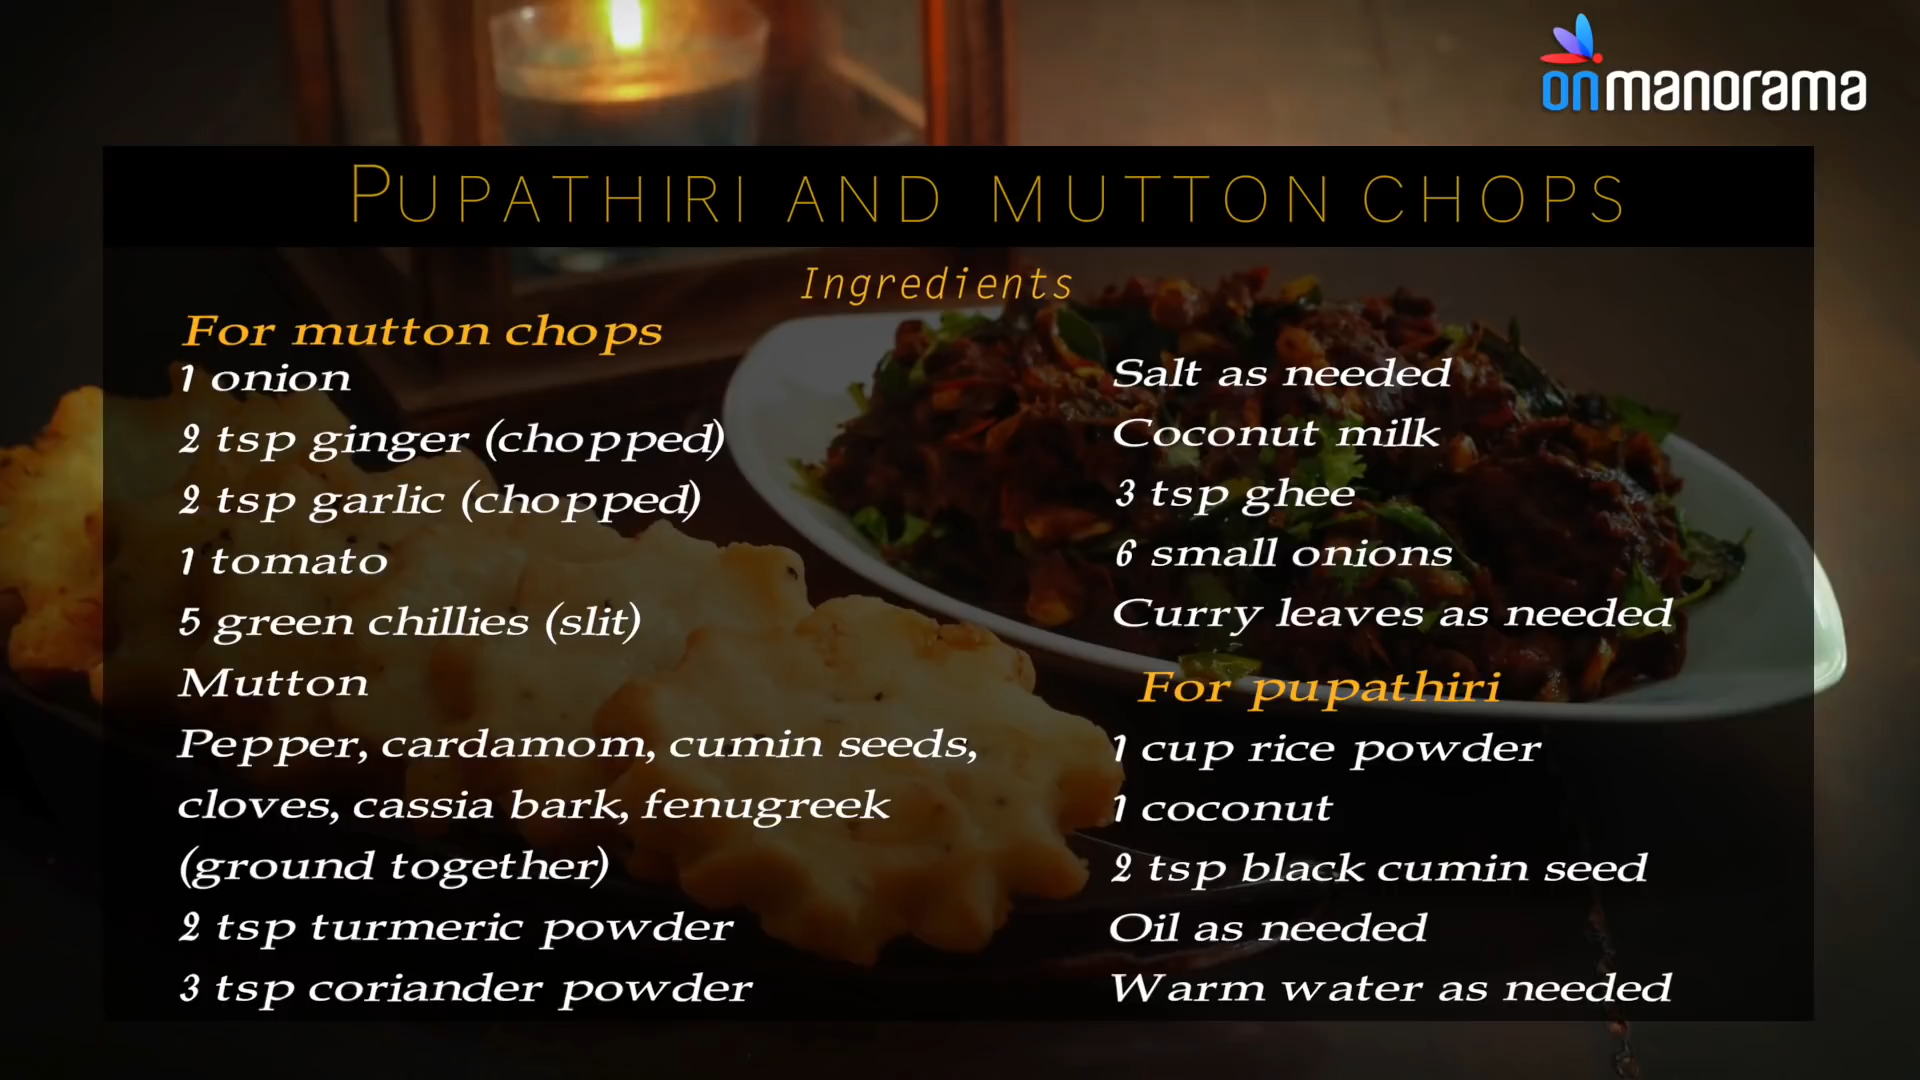 onmanorama
PUPATHIRI AND MUTTON CHOPS
Ingredients
For mutton chops
1 onion
2 tsp ginger (chopped)
2 tsp garlic (chopped)
1 tomato
5 green chillies (slit)
Mutton
Pepper, cardamom, cumin seeds,
cloves, cassia bark, fenugreek
(ground together)
2 tsp turmeric powder
3 tsp coriander powder
Salt as needed
Coconut milk
3 tsp ghee
6 small onions
Curry leaves as needed
For pupathiri
1 cup rice powder
1 coconut
2 tsp black cumin seed
Oil as needed
Warm water as needed